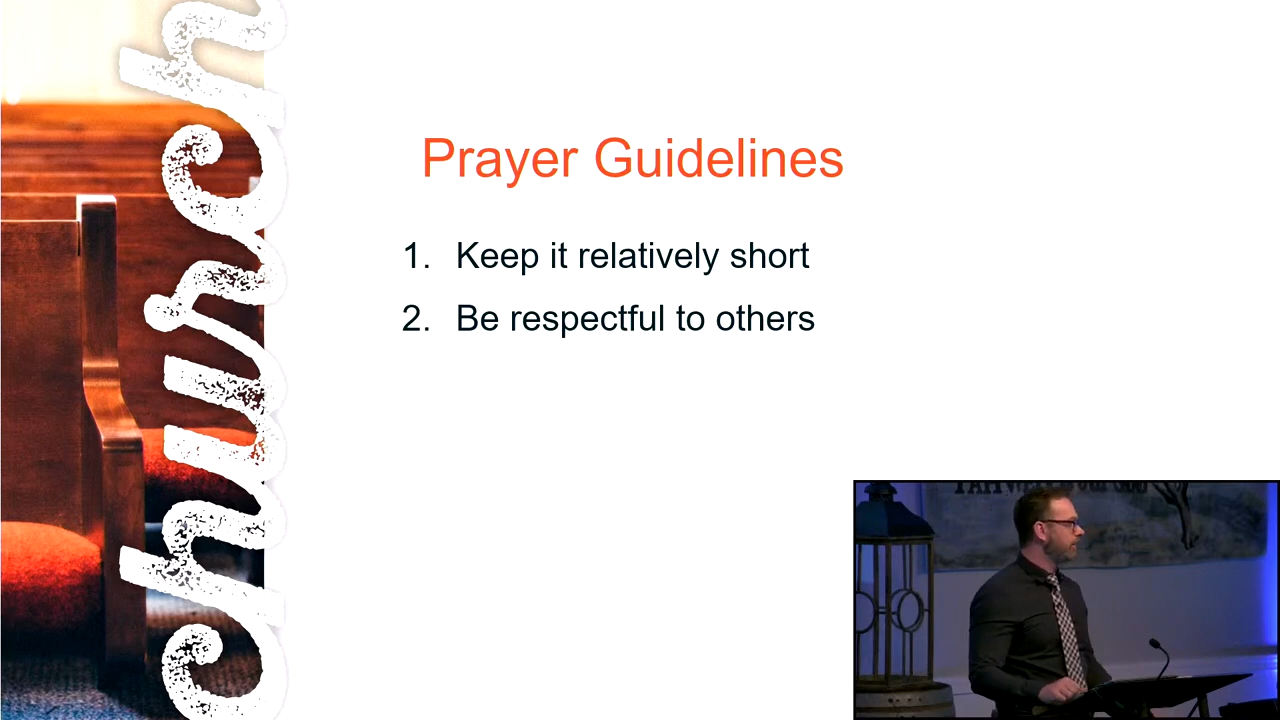 church
Prayer Guidelines
1. Keep it relatively short
2. Be respectful to others